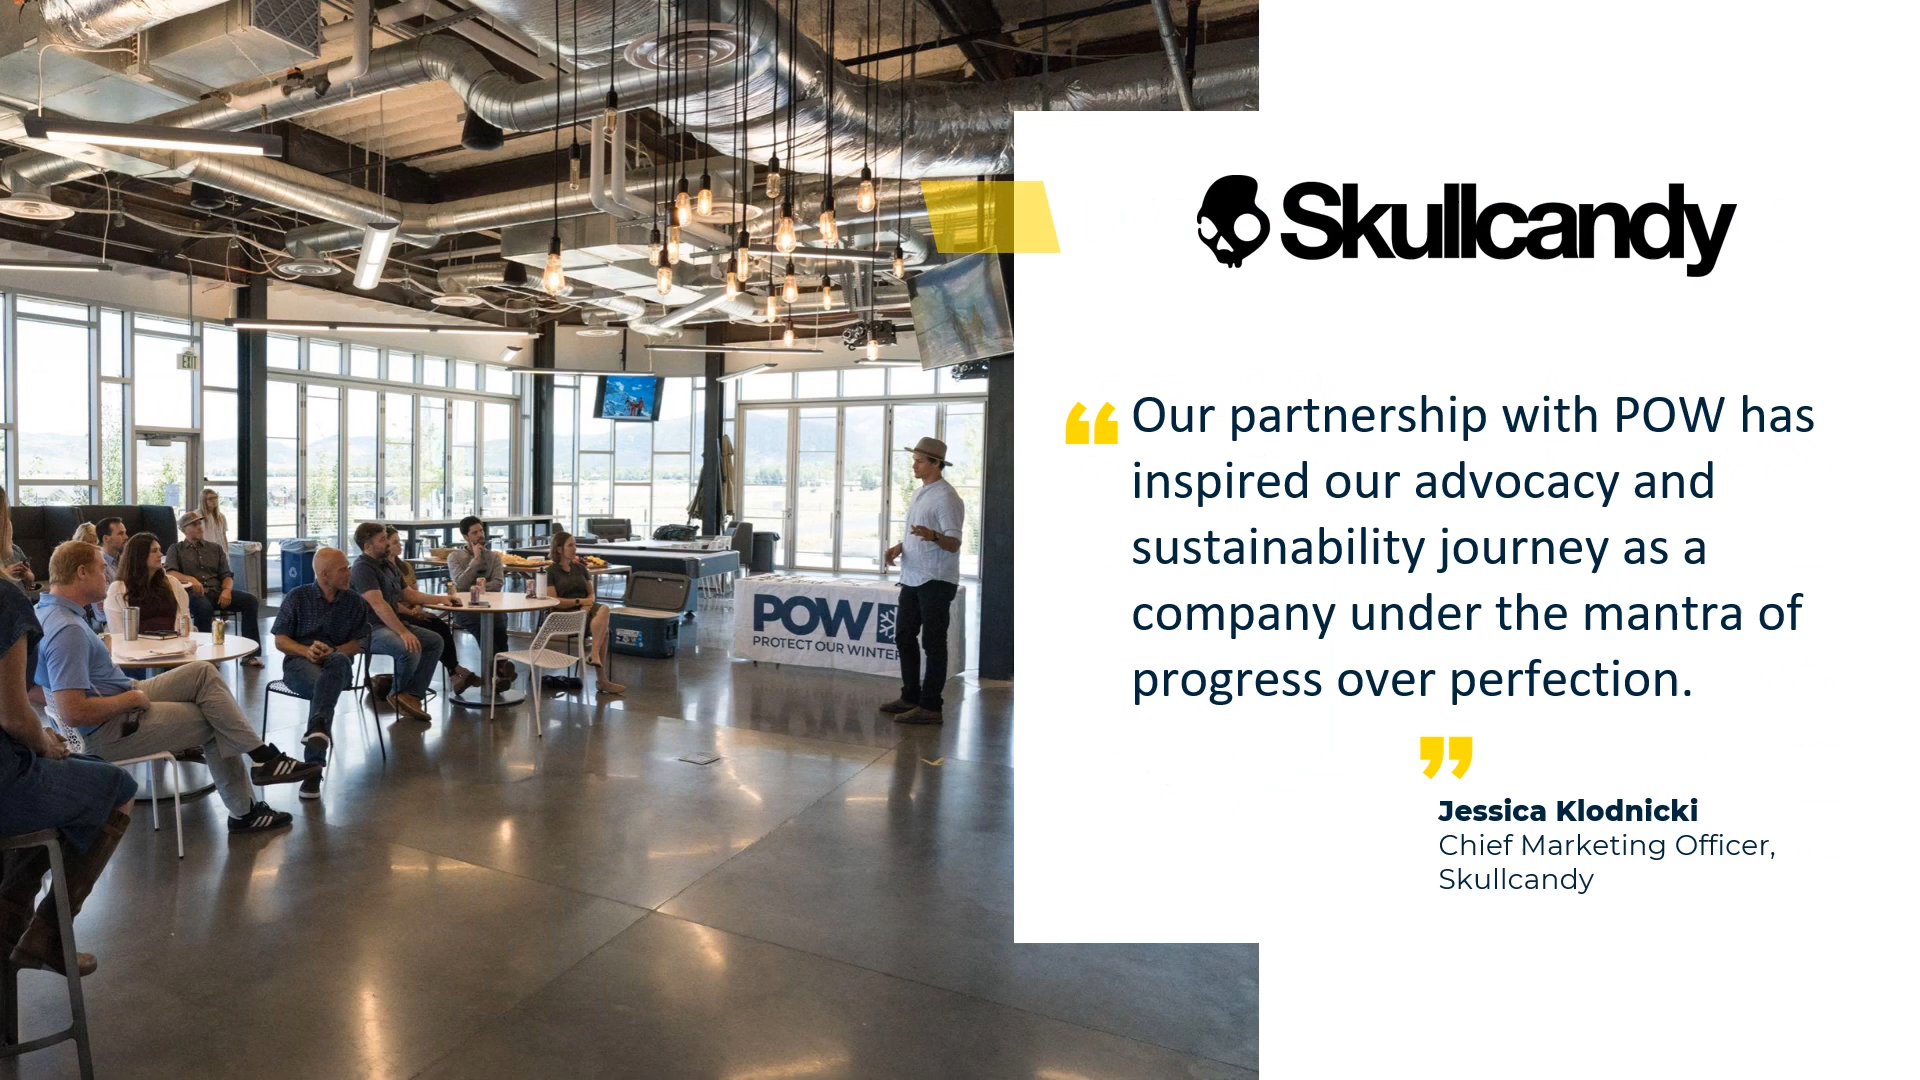 EXIT
POW
PROTECT OUR WINTER
Skullcandy
“Our partnership with POW has
inspired our advocacy and
sustainability journey as a
company under the mantra of
progress over perfection.
”
Jessica Klodnicki
Chief Marketing Officer,
Skullcandy